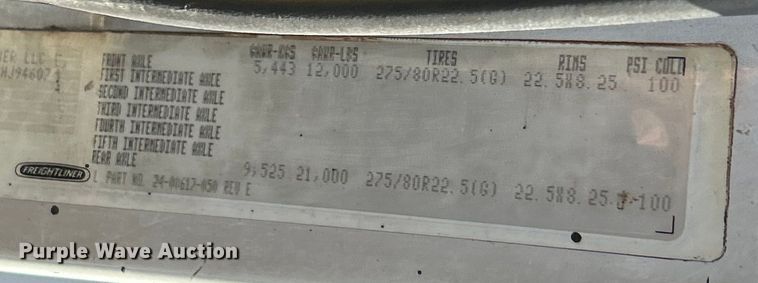 GAWR-KGS GAWR-LBS TIRES RIMS PSI COLD
FRONT AXLE 5,443 12,000 275/80R22.5(G) 22.5X8.25 100
FIRST INTERMEDIATE AXLE
SECOND INTERMEDIATE AXLE
THIRD INTERMEDIATE AXLE
FOURTH INTERMEDIATE AXLE
FIFTH INTERMEDIATE AXLE
REAR AXLE 9,525 21,000 275/80R22.5(G) 22.5X8.25 100
FREIGHTLINER
PART NO. 24-00617-050 REV E
Purple Wave Auction